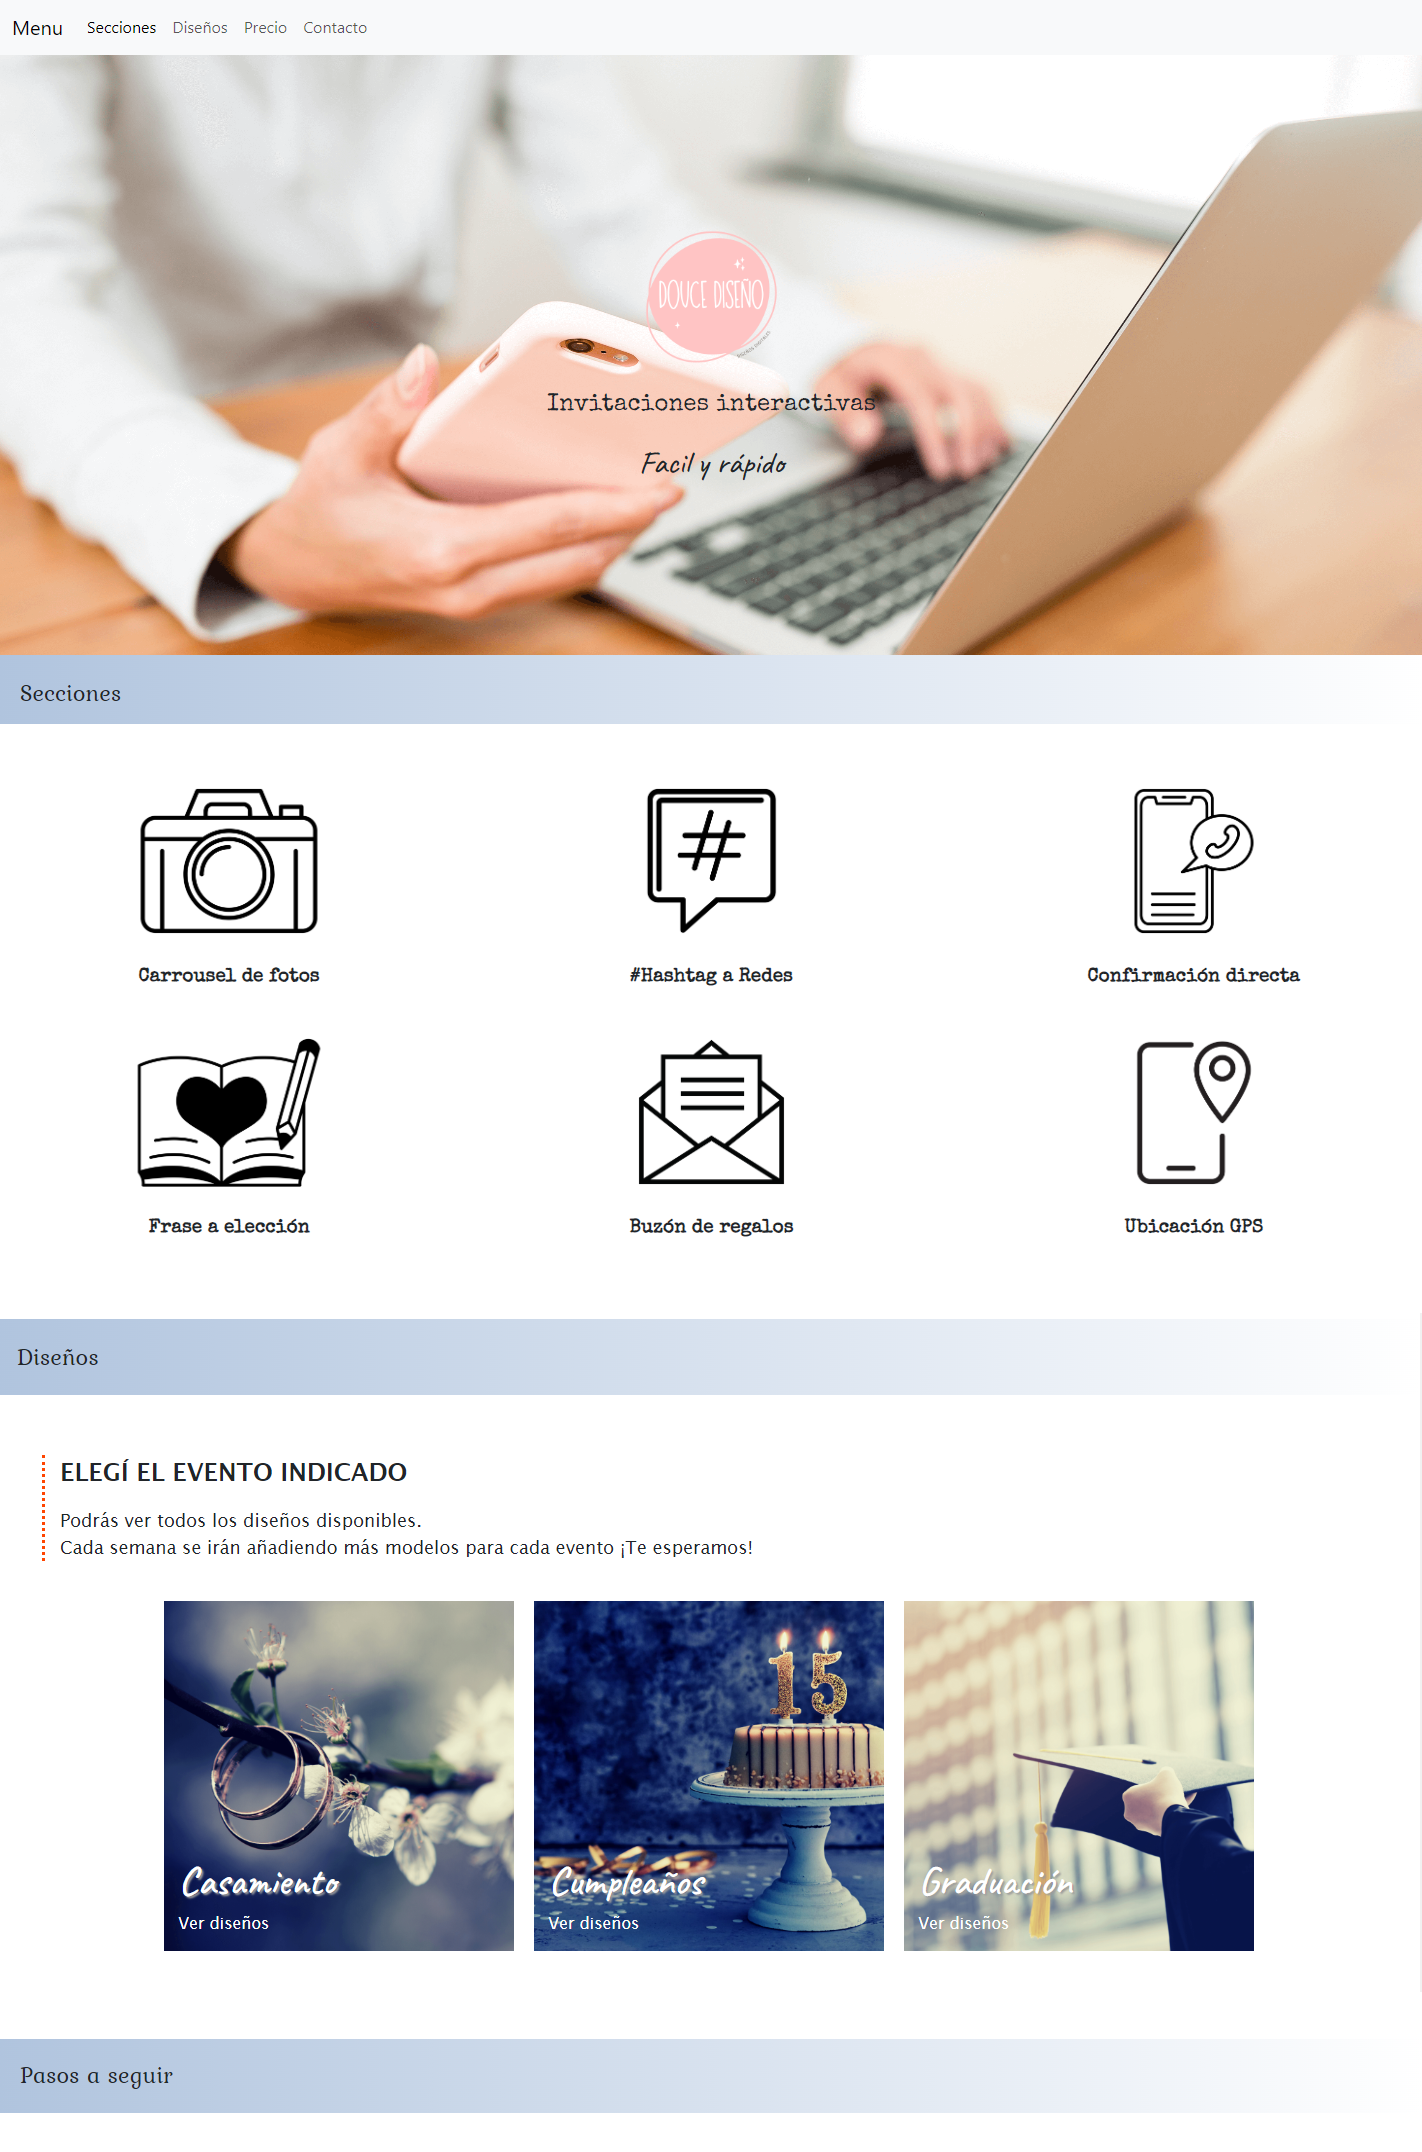 Menu Secciones Diseños Precio Contacto
DOUCE DISEÑO
Invitaciones interactivas
Facil y rápido
Secciones
#
Carrousel de fotos
#Hashtag a Redes
Confirmación directa
Frase a elección
Buzón de regalos
Ubicación GPS
Diseños
ELEGÍ EL EVENTO INDICADO
Podrás ver todos los diseños disponibles.
Cada semana se irán añadiendo más modelos para cada evento ¡Te esperamos!
15
Casamiento
Ver diseños
Cumpleaños
Ver diseños
Graduación
Ver diseños
Pasos a seguir